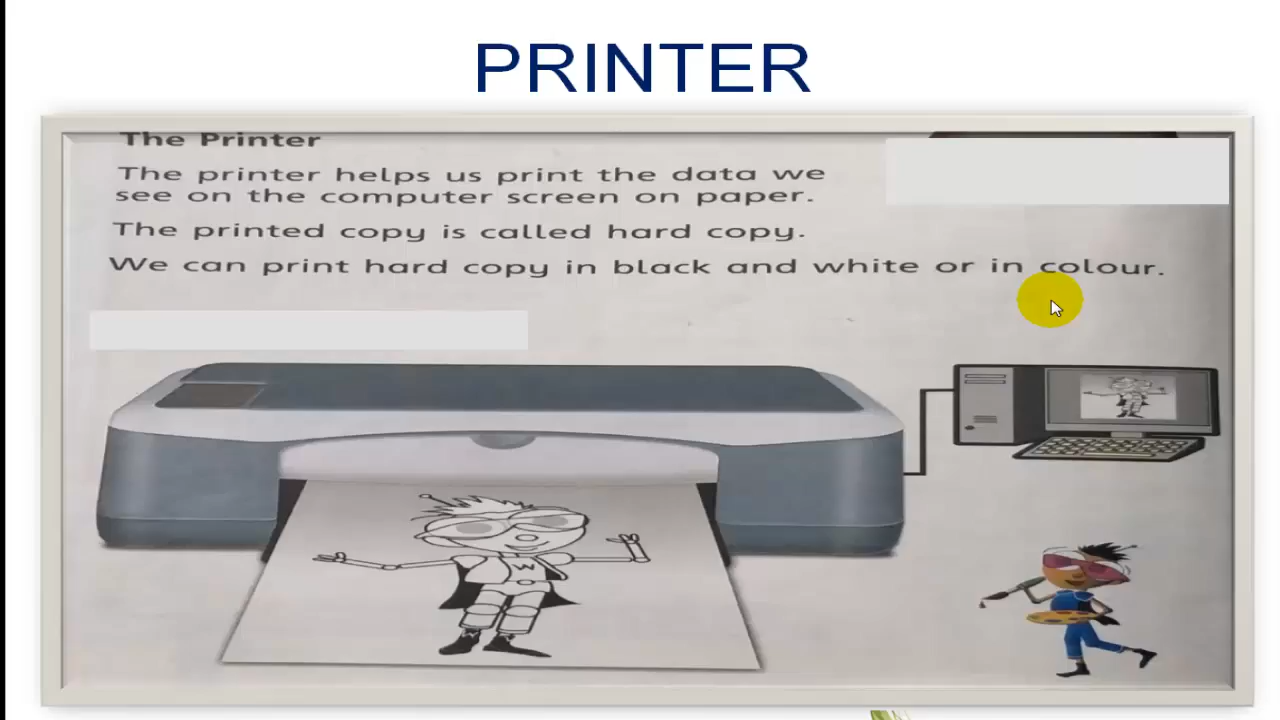 PRINTER
The Printer
The printer helps us print the data we
see on the computer screen on paper.
The printed copy is called hard copy.
We can print hard copy in black and white or in colour.
W